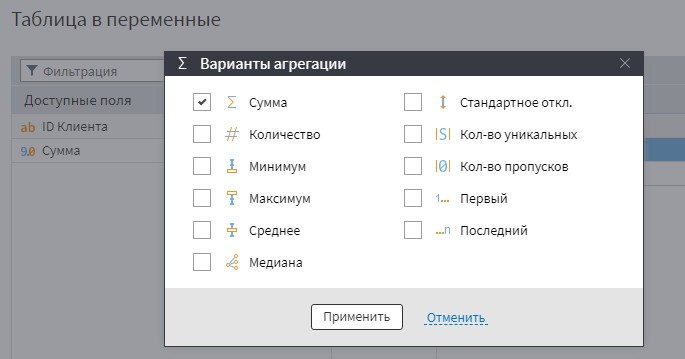 Таблица в переменные
Фильтрация
Доступные поля
ab ID Клиента
9.0 Сумма
Σ Варианты агрегации
Σ Сумма
# Количество
Минимум
Максимум
Среднее
Медиана
Стандартное откл.
|S| Кол-во уникальных
|0| Кол-во пропусков
1... Первый
...n Последний
Применить
Отменить